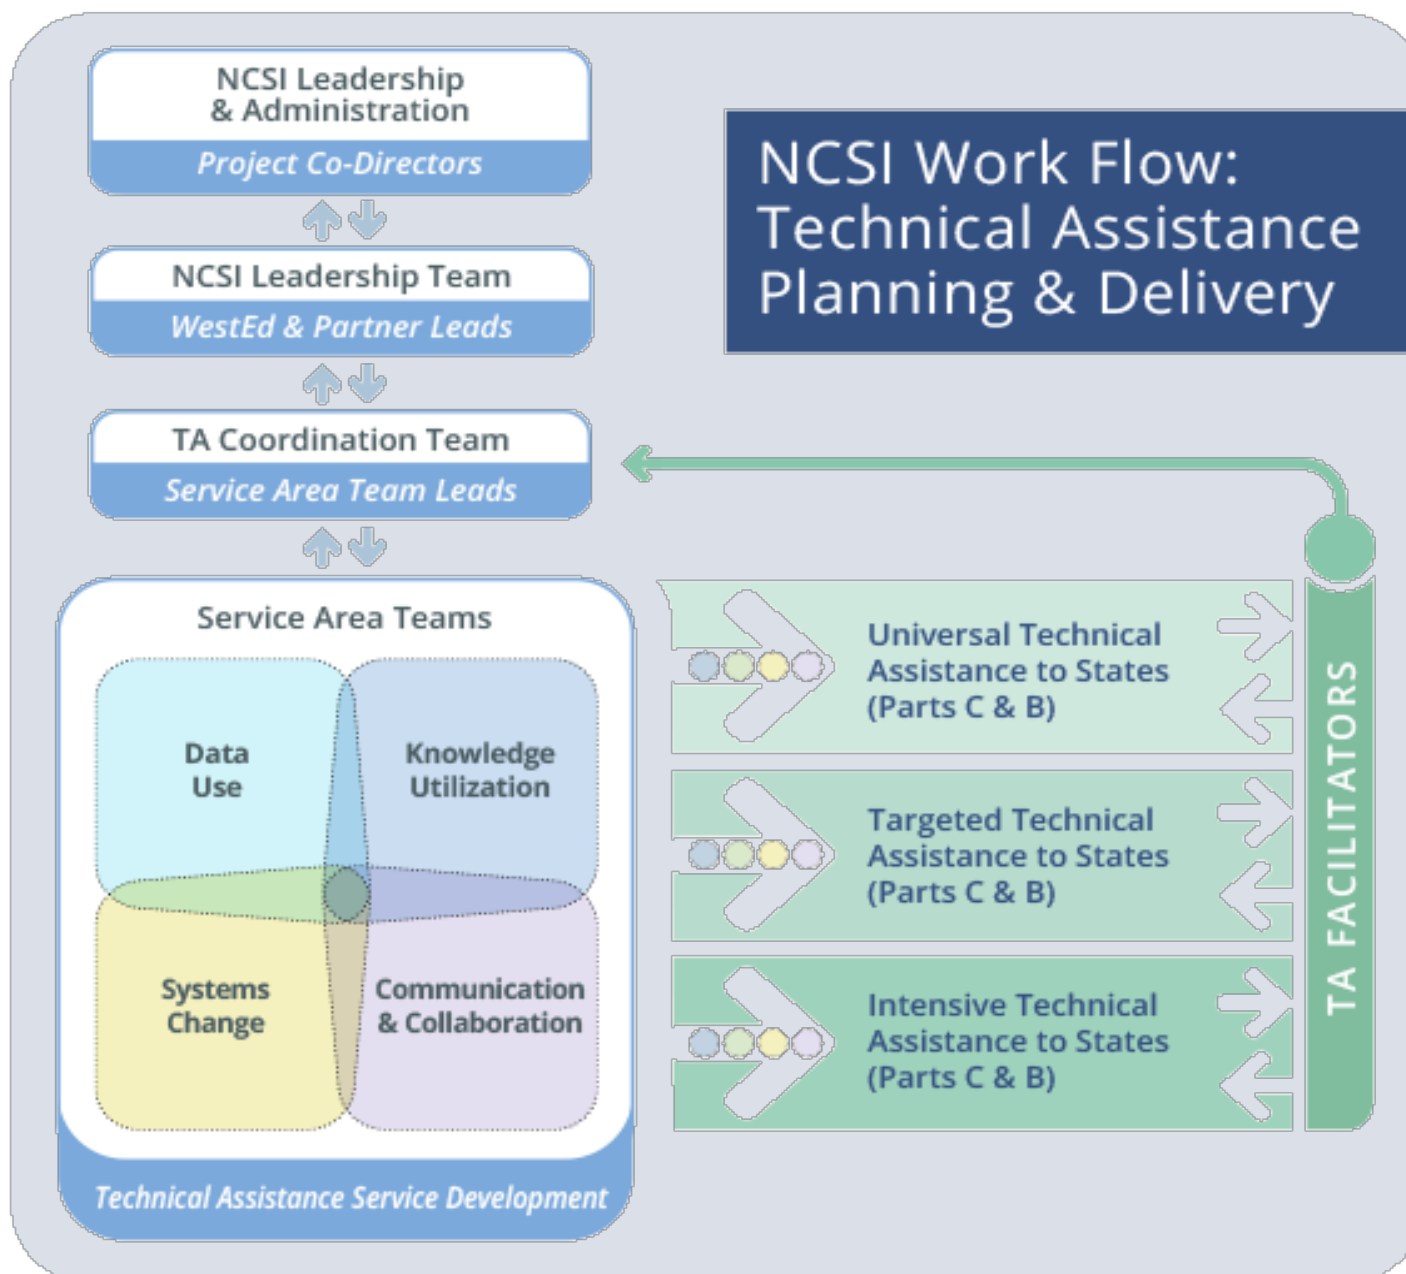 NCSI Leadership
& Administration
Project Co-Directors
NCSI Leadership Team
WestEd & Partner Leads
TA Coordination Team
Service Area Team Leads
NCSI Work Flow:
Technical Assistance
Planning & Delivery
Service Area Teams
Data
Use
Knowledge
Utilization
Systems
Change
Communication
& Collaboration
Technical Assistance Service Development
Universal Technical
Assistance to States
(Parts C & B)
Targeted Technical
Assistance to States
(Parts C & B)
Intensive Technical
Assistance to States
(Parts C & B)
TA FACILITATORS